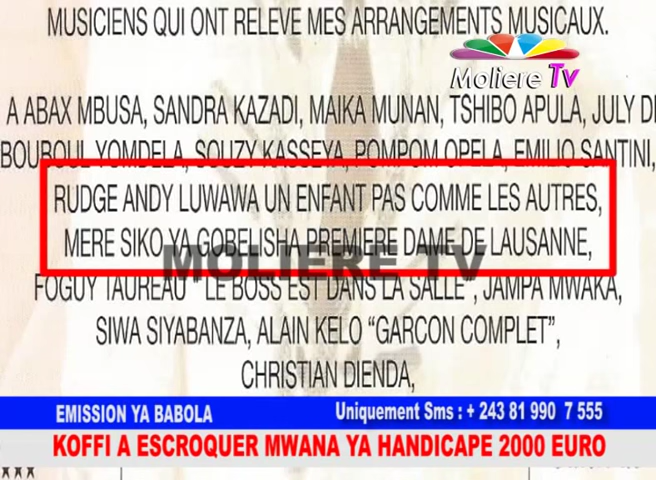 MUSICIENS QUI ONT RELEVE MES ARRANGEMENTS MUSICAUX.
Moliere Tv
A ABAX MBUSA, SANDRA KAZADI, MAIKA MUNAN, TSHIBO APULA, JULY DI
BOUROUL YOMDELA, SOUZY KASSEYA, POMPOM OPELA, EMILIO SANTINI,
RUDGE ANDY LUWAWA UN ENFANT PAS COMME LES AUTRES,
MERE SIKO YA GOBELISHA PREMIERE DAME DE LAUSANNE,
MOLIERE TV
FOGUY TAUREAU "LE BOSS EST DANS LA SALLE", JAMPA MWAKA,
SIWA SIYABANZA, ALAIN KELO "GARCON COMPLET",
CHRISTIAN DIENDA,
EMISSION YA BABOLA Uniquement Sms : + 243 81 990 7 555
KOFFI A ESCROQUER MWANA YA HANDICAPE 2000 EURO
***